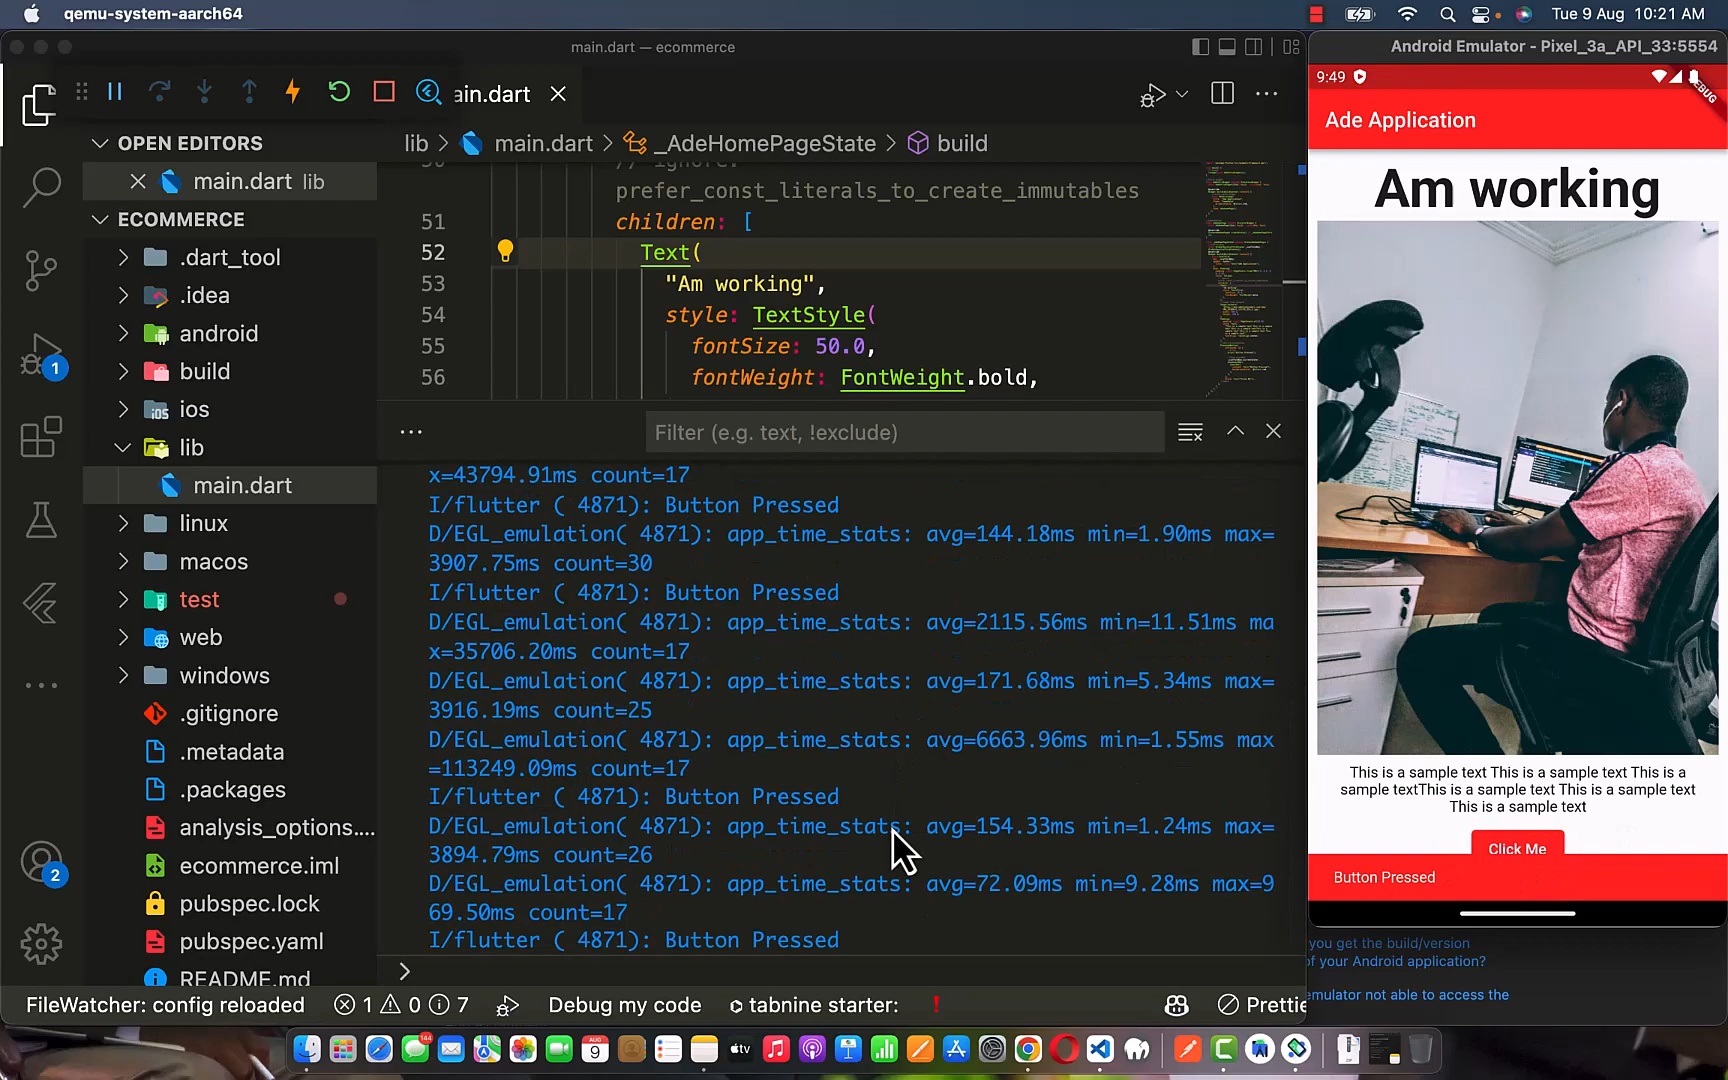 qemu-system-aarch64
Tue 9 Aug 10:21 AM
main.dart — ecommerce
Android Emulator - Pixel_3a_API_33:5554
ain.dart
OPEN EDITORS
main.dart lib
ECOMMERCE
.dart_tool
.idea
android
build
ios
lib
main.dart
linux
macos
test
web
windows
.gitignore
.metadata
.packages
analysis_options....
ecommerce.iml
pubspec.lock
pubspec.yaml
README.md
1
2
lib > main.dart > _AdeHomePageState > build
// ignore:
prefer_const_literals_to_create_immutables
51 children: [
52 Text(
53 "Am working",
54 style: TextStyle(
55 fontSize: 50.0,
56 fontWeight: FontWeight.bold,
Filter (e.g. text, !exclude)
x=43794.91ms count=17
I/flutter ( 4871): Button Pressed
D/EGL_emulation( 4871): app_time_stats: avg=144.18ms min=1.90ms max=
3907.75ms count=30
I/flutter ( 4871): Button Pressed
D/EGL_emulation( 4871): app_time_stats: avg=2115.56ms min=11.51ms ma
x=35706.20ms count=17
D/EGL_emulation( 4871): app_time_stats: avg=171.68ms min=5.34ms max=
3916.19ms count=25
D/EGL_emulation( 4871): app_time_stats: avg=6663.96ms min=1.55ms max
=113249.09ms count=17
I/flutter ( 4871): Button Pressed
D/EGL_emulation( 4871): app_time_stats: avg=154.33ms min=1.24ms max=
3894.79ms count=26
D/EGL_emulation( 4871): app_time_stats: avg=72.09ms min=9.28ms max=9
69.50ms count=17
I/flutter ( 4871): Button Pressed
>
FileWatcher: config reloaded
1 0 7
Debug my code
tabnine starter:
!
Prettie
9:49
Ade Application
Am working
This is a sample text This is a sample text This is a
sample textThis is a sample text This is a sample text
This is a sample text
Click Me
Button Pressed
you get the build/version
of your Android application?
emulator not able to access the
144
AUG
9
tv